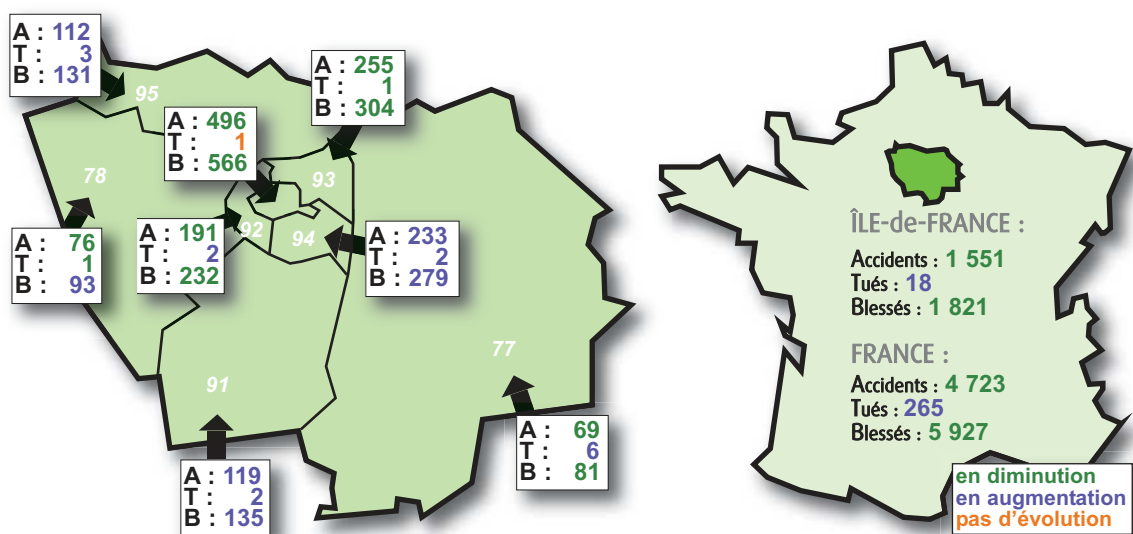 A : 112
T : 3
B : 131
95
A : 255
T : 1
B : 304
A : 496
T : 1
B : 566
78
93
A : 76
T : 1
B : 93
A : 191
T : 2
B : 232
92
94
A : 233
T : 2
B : 279
91
77
A : 119
T : 2
B : 135
A : 69
T : 6
B : 81
ÎLE-de-FRANCE :
Accidents : 1 551
Tués : 18
Blessés : 1 821
FRANCE :
Accidents : 4 723
Tués : 265
Blessés : 5 927
en diminution
en augmentation
pas d'évolution